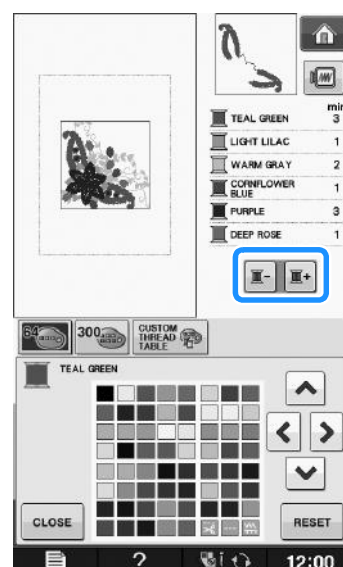 min
TEAL GREEN 3
LIGHT LILAC 1
WARM GRAY 2
CORNFLOWER
BLUE 1
PURPLE 3
DEEP ROSE 1
- +
64 300 CUSTOM
THREAD
TABLE
TEAL GREEN
CLOSE RESET
? 12:00